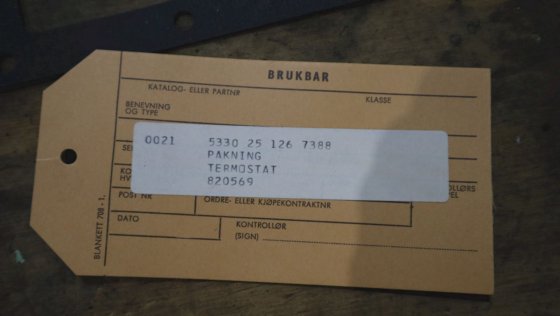 BRUKBAR
KATALOG- ELLER PARTNR
KLASSE
BENEVNING
OG TYPE
0021 5330 25 126 7388
PAKNING
TERMOSTAT
820569
POST NR
ORDRE- ELLER KJØPEKONTRAKTNR
DATO
KONTROLLØR
(SIGN)
BLANKETT 708 - 1.